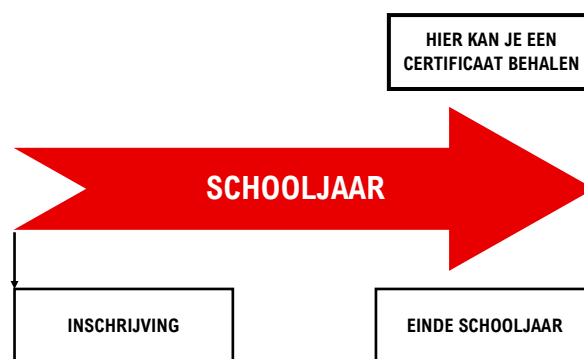 HIER KAN JE EEN
CERTIFICAAT BEHALEN
SCHOOLJAAR
INSCHRIJVING
EINDE SCHOOLJAAR